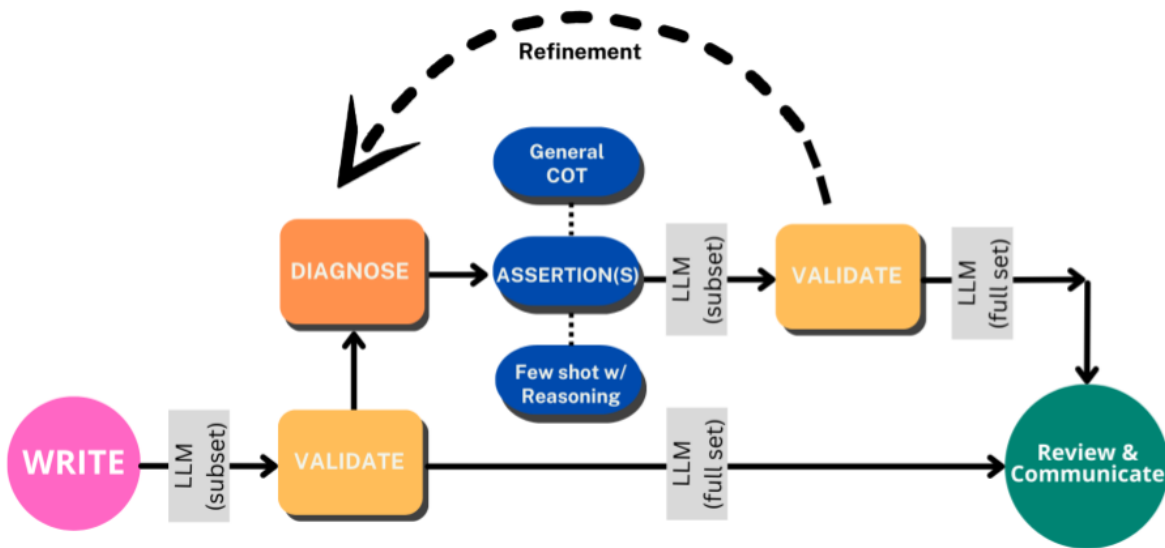 Refinement
General
COT
DIAGNOSE
ASSERTION(S)
LLM
(subset)
VALIDATE
LLM
(full set)
Few shot w/
Reasoning
WRITE
LLM
(subset)
VALIDATE
LLM
(full set)
Review &
Communicate